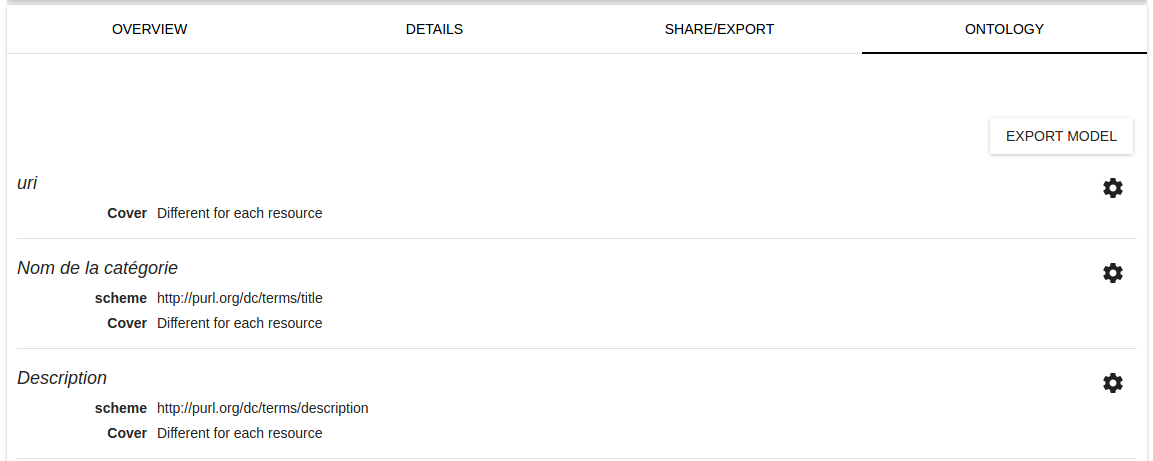 OVERVIEW DETAILS SHARE/EXPORT ONTOLOGY
EXPORT MODEL
uri
Cover Different for each resource
Nom de la catégorie
scheme http://purl.org/dc/terms/title
Cover Different for each resource
Description
scheme http://purl.org/dc/terms/description
Cover Different for each resource